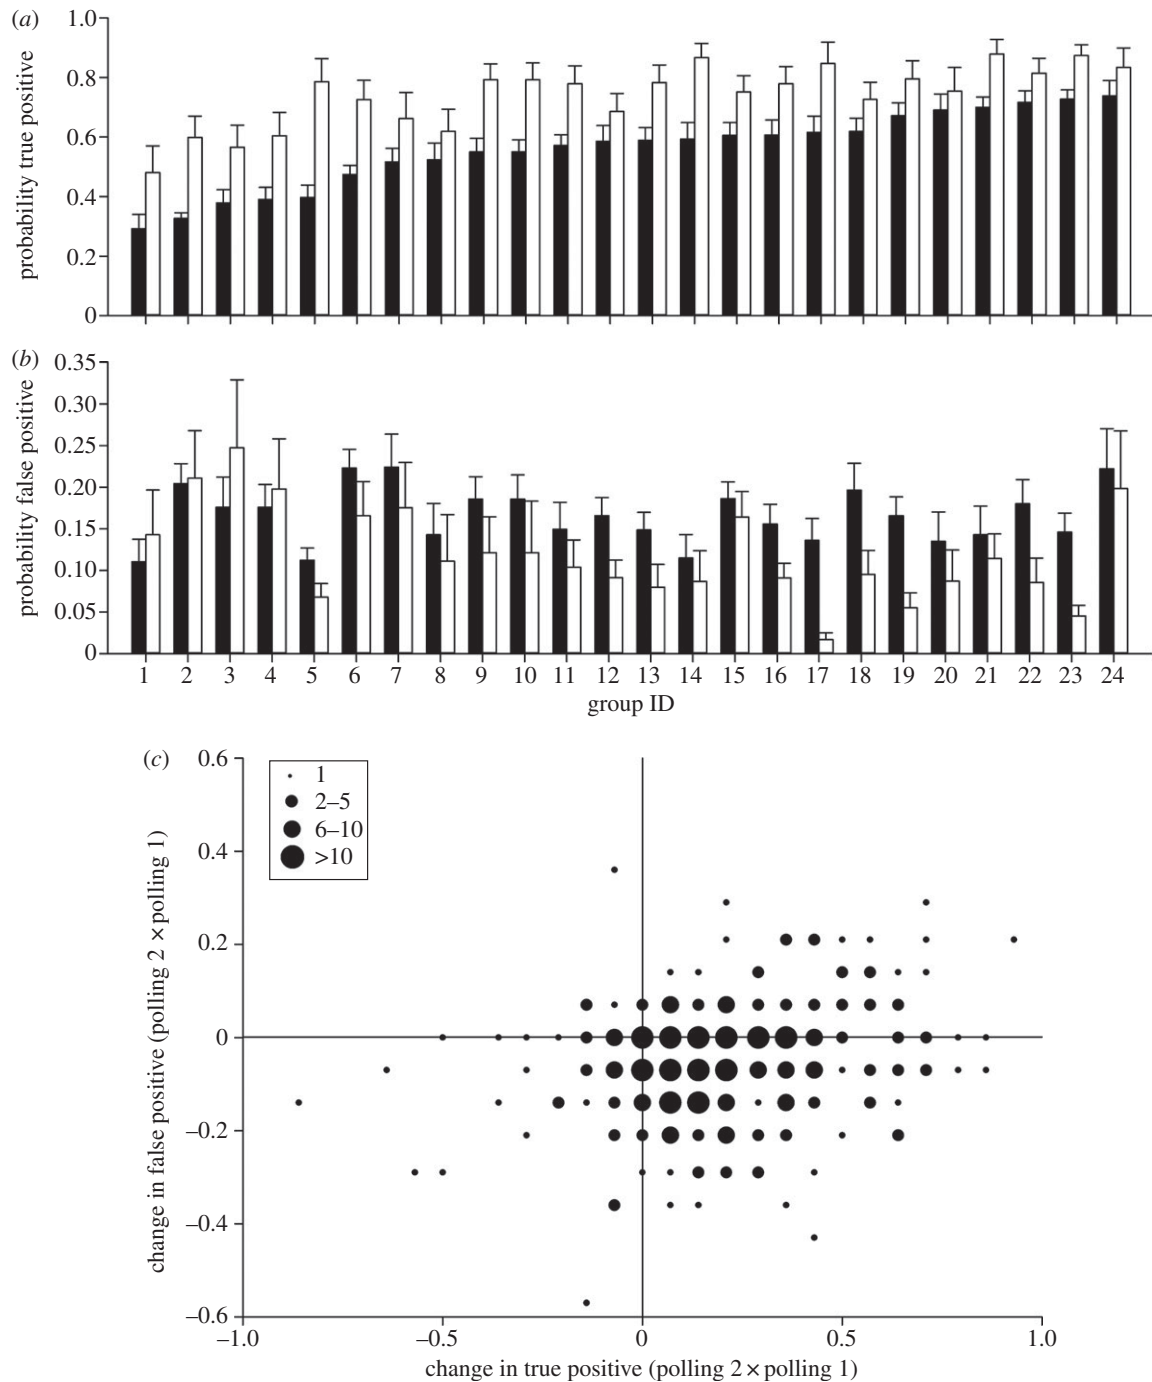 (a)
probability true positive
1.0
0.8
0.6
0.4
0.2
0
(b)
probability false positive
0.35
0.30
0.25
0.20
0.15
0.10
0.05
0
1 2 3 4 5 6 7 8 9 10 11 12 13 14 15 16 17 18 19 20 21 22 23 24
group ID
(c)
change in false positive (polling 2 × polling 1)
0.6
0.4
0.2
0
–0.2
–0.4
–0.6
1
2–5
6–10
>10
–1.0 –0.5 0 0.5 1.0
change in true positive (polling 2 × polling 1)